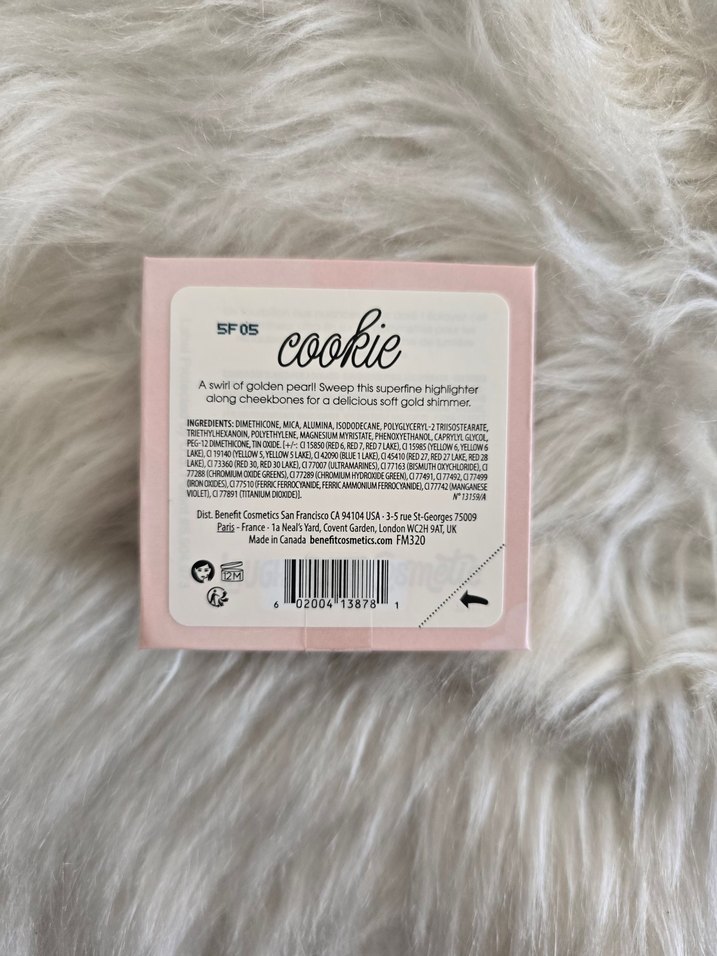 5F05
cookie
A swirl of golden pearl! Sweep this superfine highlighter
along cheekbones for a delicious soft gold shimmer.
INGREDIENTS: DIMETHICONE, MICA, ALUMINA, ISODODECANE, POLYGLYCERYL-2 TRIISOSTEARATE,
TRIETHYLHEXANOIN, POLYETHYLENE, MAGNESIUM MYRISTATE, PHENOXYETHANOL, CAPRYLYL GLYCOL,
PEG-12 DIMETHICONE, TIN OXIDE. [+/-: CI 15850 (RED 6, RED 7, RED 7 LAKE), CI 15985 (YELLOW 6, YELLOW 6
LAKE), CI 19140 (YELLOW 5, YELLOW 5 LAKE), CI 42090 (BLUE 1 LAKE), CI 45410 (RED 27, RED 27 LAKE, RED 28
LAKE), CI 73360 (RED 30, RED 30 LAKE), CI 77007 (ULTRAMARINES), CI 77163 (BISMUTH OXYCHLORIDE), CI
77288 (CHROMIUM OXIDE GREENS), CI 77289 (CHROMIUM HYDROXIDE GREEN), CI 77491, CI 77492, CI 77499
(IRON OXIDES), CI 77510 (FERRIC FERROCYANIDE, FERRIC AMMONIUM FERROCYANIDE), CI 77742 (MANGANESE
VIOLET), CI 77891 (TITANIUM DIOXIDE)]. N° 13159/A
Dist. Benefit Cosmetics San Francisco CA 94104 USA · 3-5 rue St-Georges 75009
Paris - France · 1a Neal's Yard, Covent Garden, London WC2H 9AT, UK
Made in Canada benefitcosmetics.com FM320
12M
6 02004 13878 1